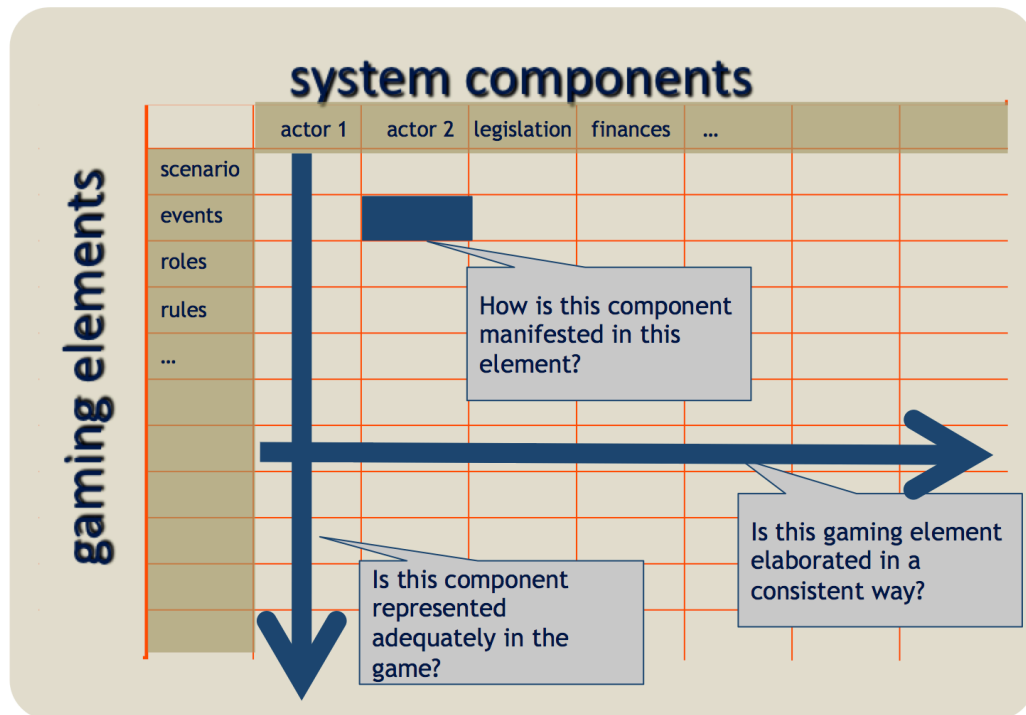 system components
gaming elements
actor 1 actor 2 legislation finances ...
scenario
events
roles
rules
...
How is this component
manifested in this
element?
Is this gaming element
elaborated in a
consistent way?
Is this component
represented
adequately in the
game?